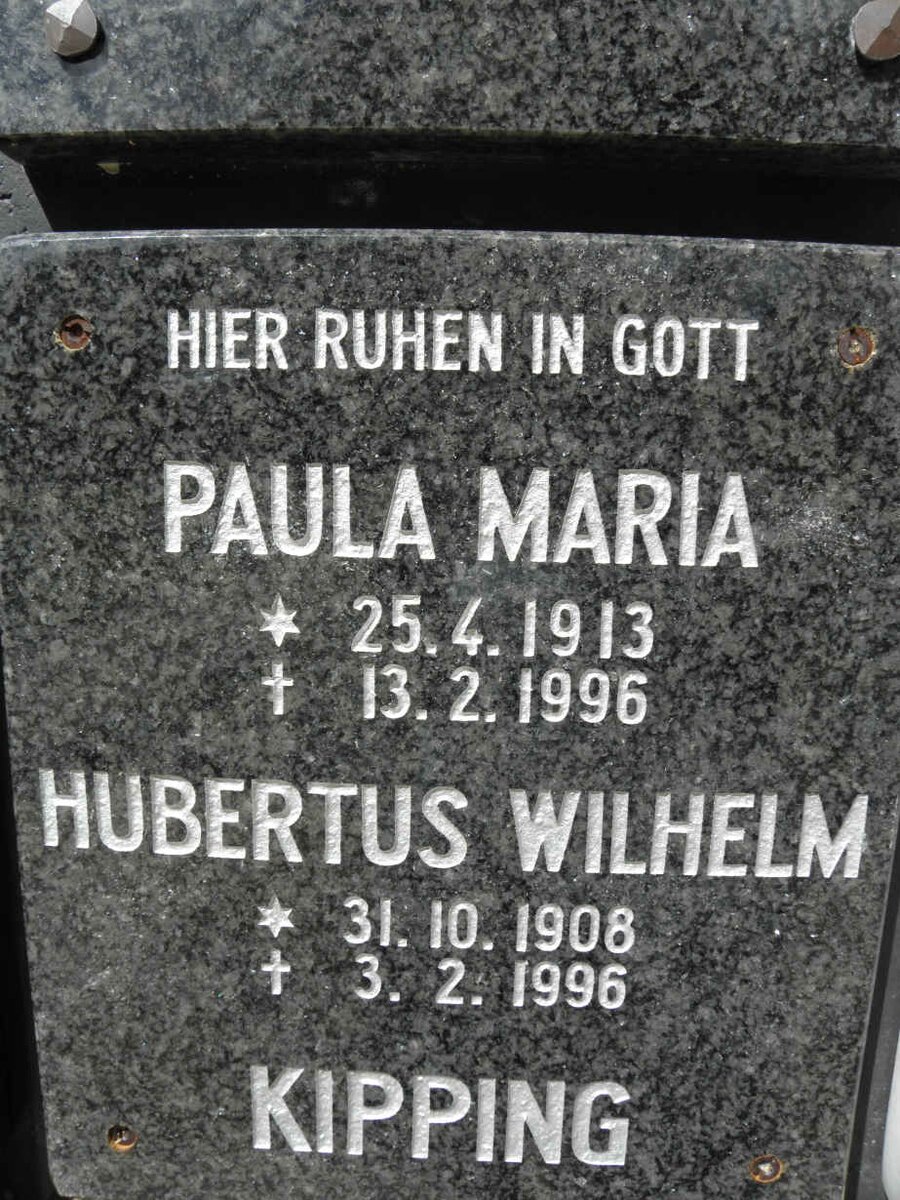 HIER RUHEN IN GOTT
PAULA MARIA
* 25. 4. 1913
† 13. 2. 1996
HUBERTUS WILHELM
* 31. 10. 1908
† 3. 2. 1996
KIPPING